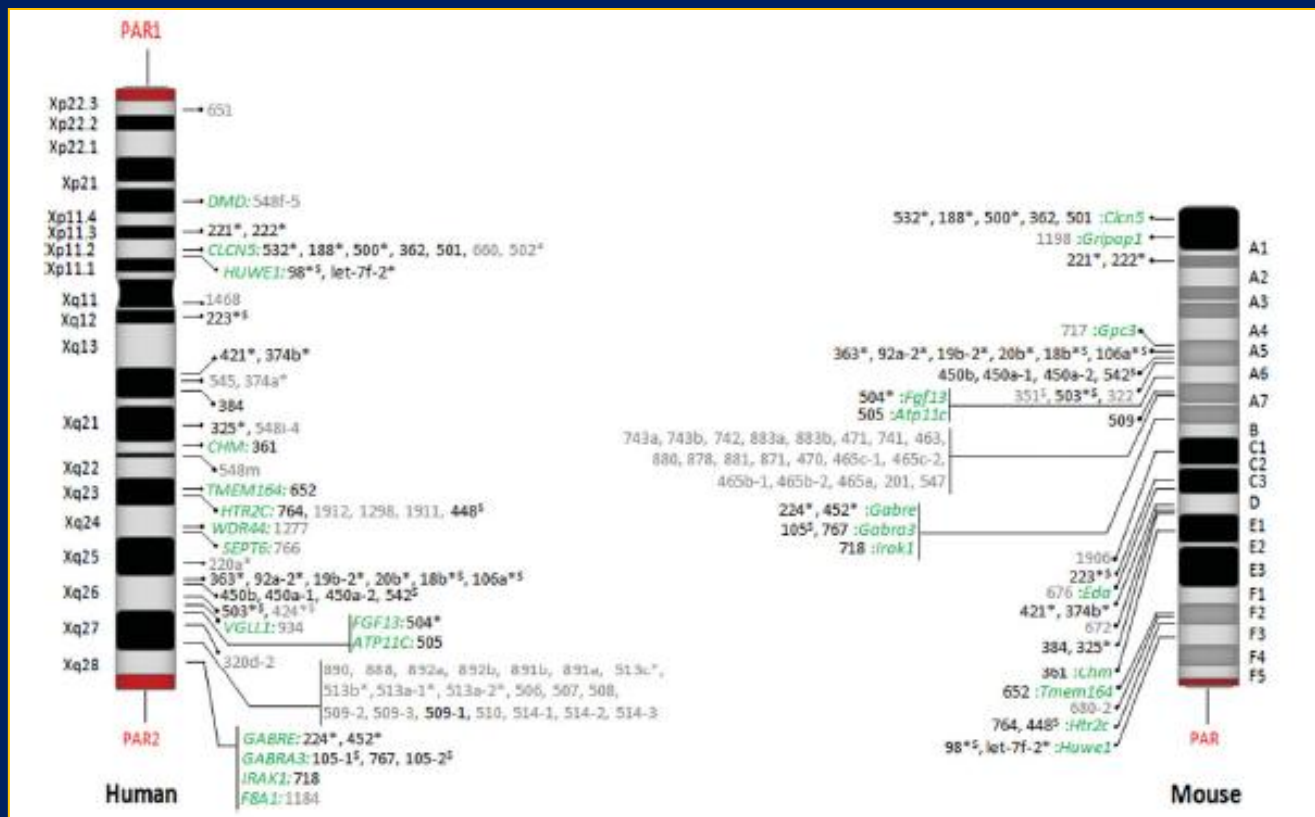 PAR1
Xp22.3
651
Xp22.2
Xp22.1
Xp21
DMD: 548f-5
Xp11.4
Xp11.3
221*, 222*
Xp11.2
CLCN5: 532*, 188*, 500*, 362, 501, 660, 502*
Xp11.1
HUWE1: 98*$, let-7f-2*
Xq11
1468
Xq12
223*$
Xq13
421*, 374b*
545, 374a*
384
Xq21
325*, 548i-4
CHM: 361
Xq22
548m
Xq23
TMEM164: 652
HTR2C: 764, 1912, 1298, 1911, 448$
Xq24
WDR44: 1277
SEPT6: 766
Xq25
220a*
363*, 92a-2*, 19b-2*, 20b*, 18b*$, 106a*$
Xq26
450b, 450a-1, 450a-2, 542$
503*$, 424*$
VGLL1: 934
FGF13: 504*
ATP11C: 505
Xq27
320d-2
Xq28
890, 888, 892a, 892b, 891b, 891a, 513c*,
513b*, 513a-1*, 513a-2*, 506, 507, 508,
509-2, 509-3, 509-1, 510, 514-1, 514-2, 514-3
PAR2
GABRE: 224*, 452*
GABRA3: 105-1$, 767, 105-2$
IRAK1: 718
F8A1: 1184
Human
532*, 188*, 500*, 362, 501 :Clcn5
1198 :Gripap1
A1
221*, 222*
A2
A3
717 :Gpc3
A4
363*, 92a-2*, 19b-2*, 20b*, 18b*$, 106a*$
A5
450b, 450a-1, 450a-2, 542$
A6
351$, 503*$, 322
504* :Fgf13
505 :Atp11c
A7
509
B
743a, 743b, 742, 883a, 883b, 471, 741, 463,
880, 878, 881, 871, 470, 465c-1, 465c-2,
465b-1, 465b-2, 465a, 201, 547
C1
C2
C3
224*, 452* :Gabre
105$, 767 :Gabra3
718 :Irak1
D
E1
E2
1906
223*$
E3
676 :Eda
F1
421*, 374b*
F2
672
384, 325*
F3
F4
361 :Chm
F5
652 :Tmem164
680-2
764, 448$ :Htr2c
98*$, let-7f-2* :Huwe1
PAR
Mouse